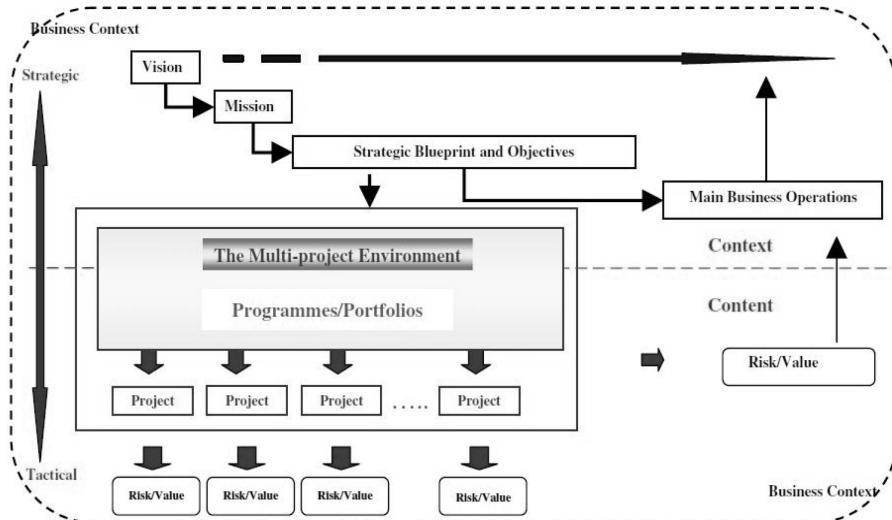 Business Context
Vision
Strategic
Mission
Strategic Blueprint and Objectives
Main Business Operations
The Multi-project Environment
Context
Programmes/Portfolios
Content
Risk/Value
Project
Project
Project
.....
Project
Tactical
Risk/Value
Risk/Value
Risk/Value
Risk/Value
Business Context